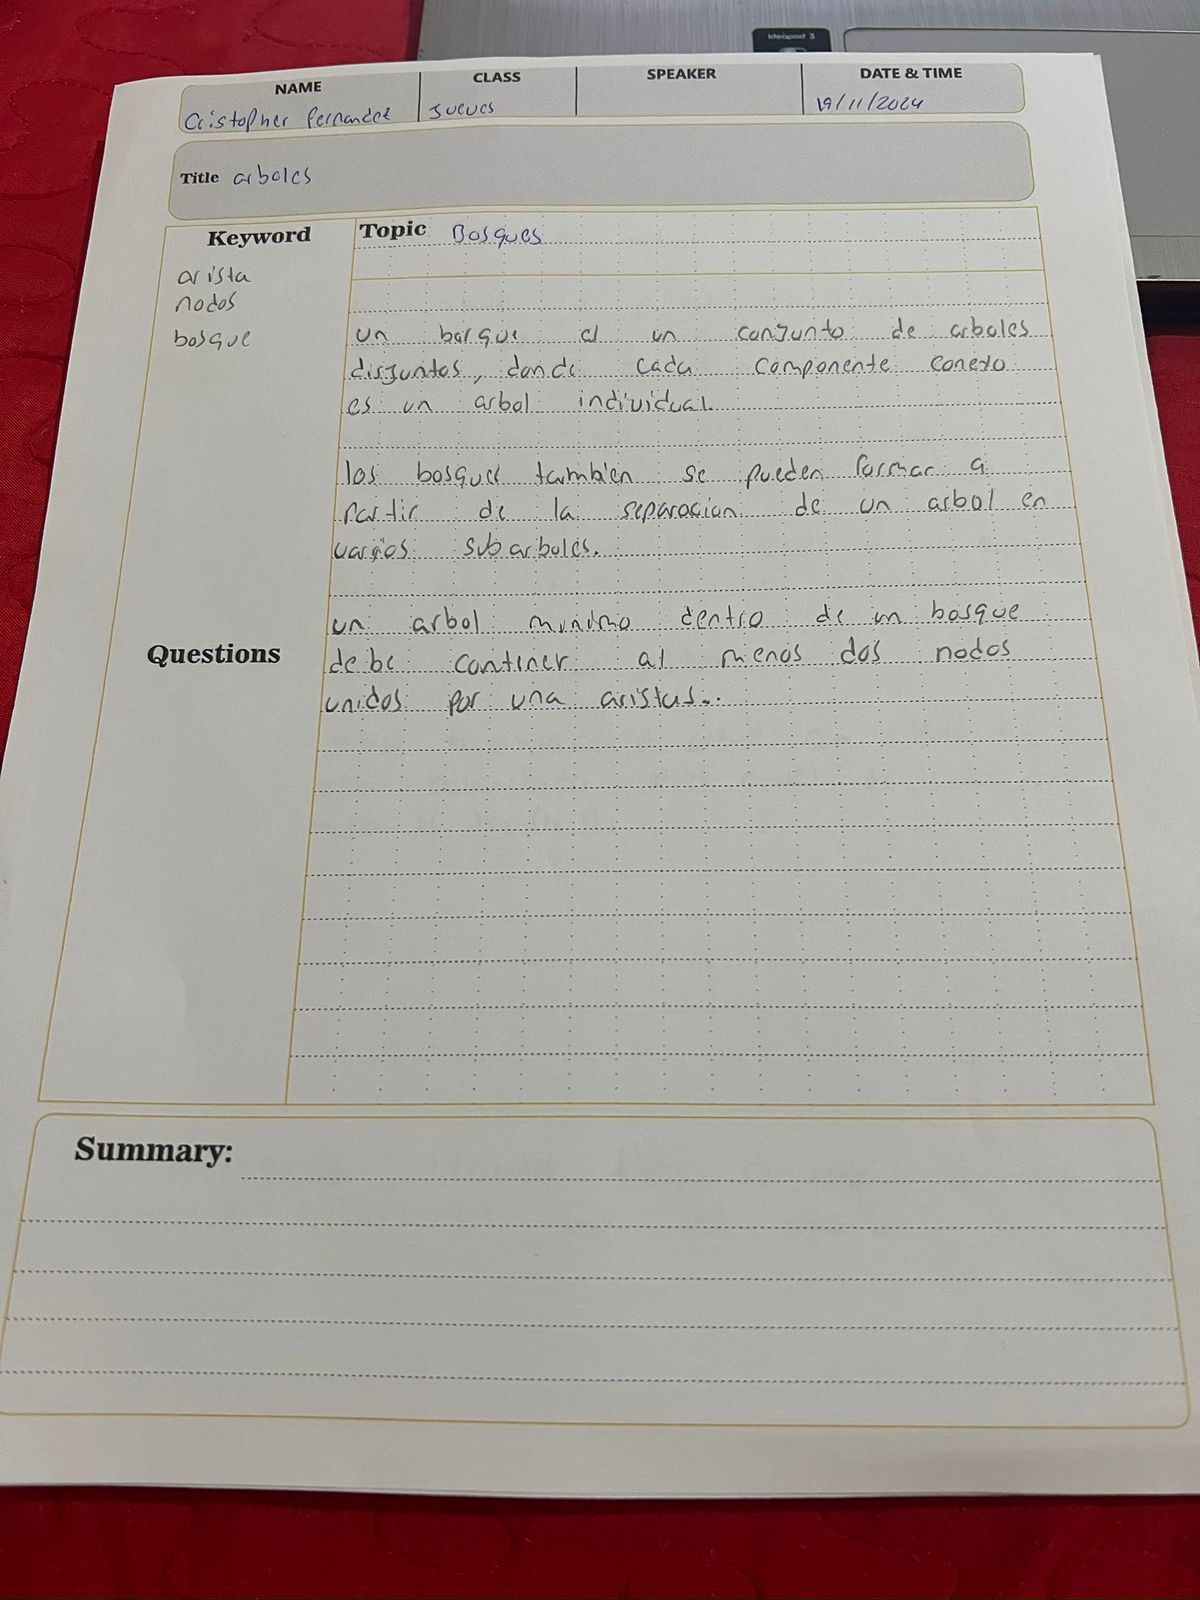 ideapad 3
NAME CLASS SPEAKER DATE & TIME
Cristopher Fernandez Jueves 19/11/2024
Title arboles
Keyword Topic Bosques
arista
nodos
bosque un bosque el un conjunto de arboles
disjuntos, donde cada componente conexo
es un arbol individual.
los bosques tambien se pueden formar a
partir de la separacion de un arbol en
varios subarboles.
un arbol minimo dentro de un bosque
Questions debe contener al menos dos nodos
unidos por una aristas..
Summary: